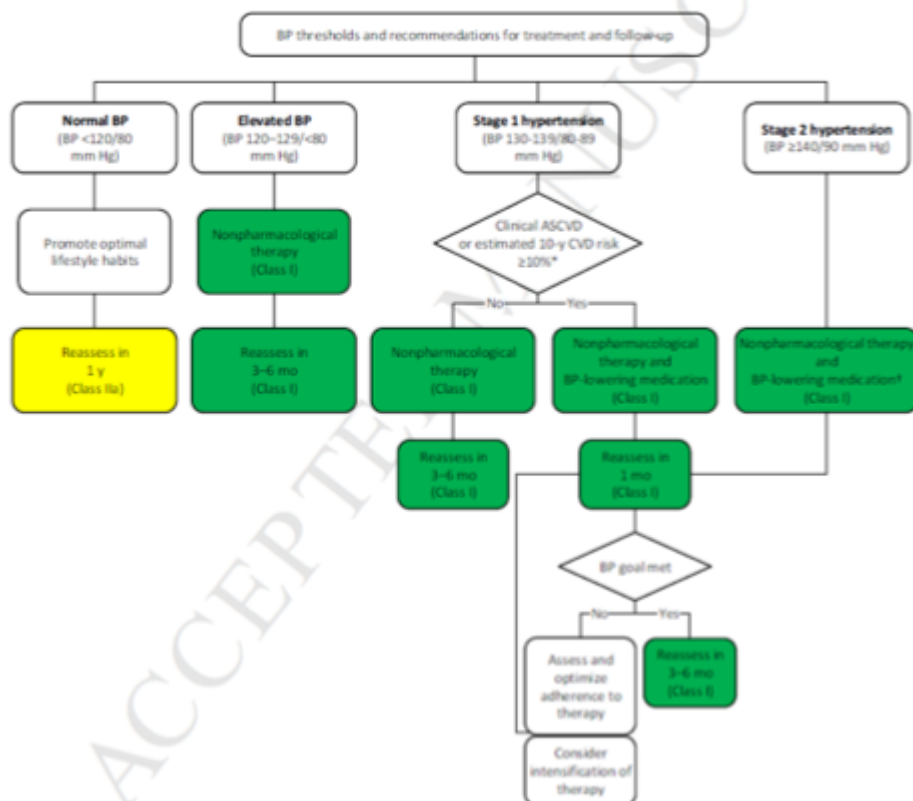 BP thresholds and recommendations for treatment and follow-up
Normal BP
(BP <120/80
mm Hg)
Elevated BP
(BP 120–129/<80
mm Hg)
Stage 1 hypertension
(BP 130-139/80-89
mm Hg)
Stage 2 hypertension
(BP ≥140/90 mm Hg)
Promote optimal
lifestyle habits
Nonpharmacological
therapy
(Class I)
Clinical ASCVD
or estimated 10-y CVD risk
≥10%*
No
Yes
Reassess in
1 y
(Class IIa)
Reassess in
3–6 mo
(Class I)
Nonpharmacological
therapy
(Class I)
Nonpharmacological
therapy and
BP-lowering medication
(Class I)
Nonpharmacological therapy
and
BP-lowering medication†
(Class I)
Reassess in
3–6 mo
(Class I)
Reassess in
1 mo
(Class I)
BP goal met
No
Yes
Assess and
optimize
adherence to
therapy
Reassess in
3–6 mo
(Class I)
Consider
intensification of
therapy
ACCEPTED MANUSC